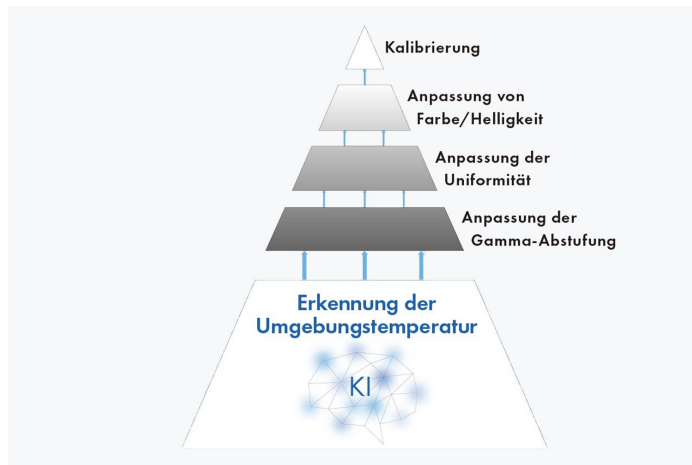 Kalibrierung
Anpassung von
Farbe/Helligkeit
Anpassung der
Uniformität
Anpassung der
Gamma-Abstufung
Erkennung der
Umgebungstemperatur
KI